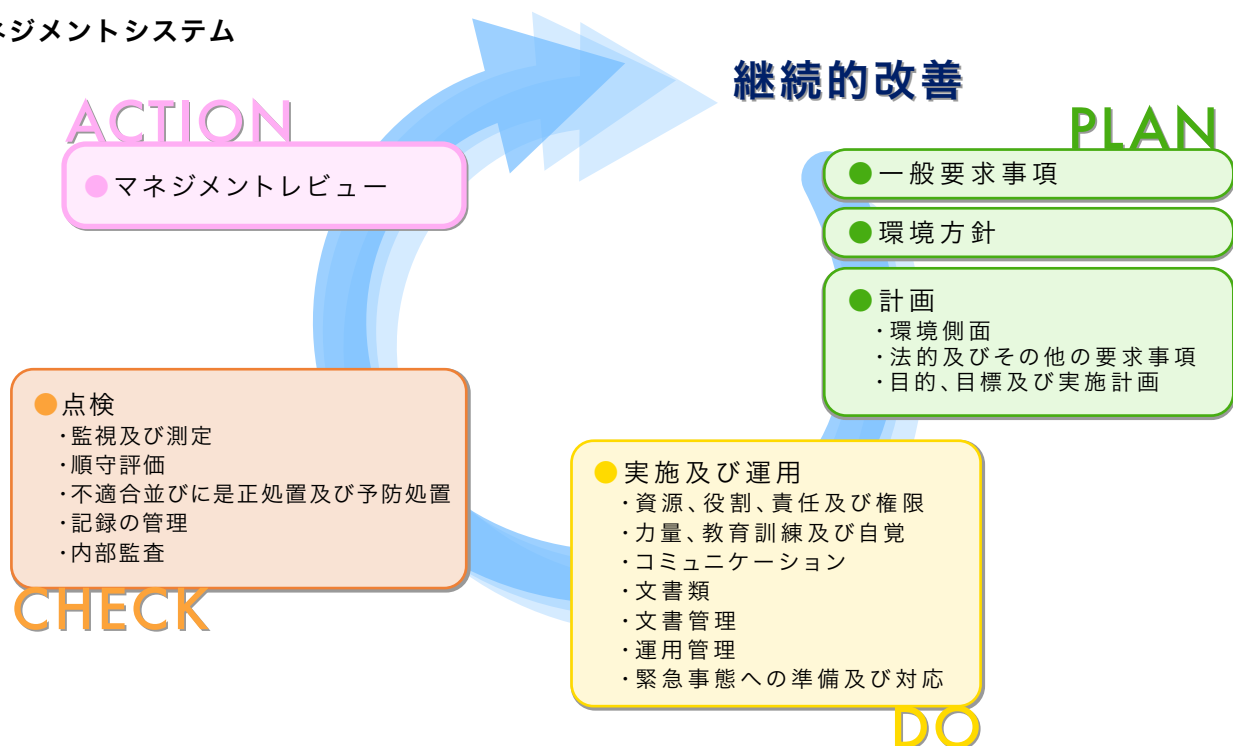 ネジメントシステム
継続的改善
PLAN
●一般要求事項
●環境方針
●計画
・環境側面
・法的及びその他の要求事項
・目的、目標及び実施計画
●実施及び運用
・資源、役割、責任及び権限
・力量、教育訓練及び自覚
・コミュニケーション
・文書類
・文書管理
・運用管理
・緊急事態への準備及び対応
DO
●点検
・監視及び測定
・順守評価
・不適合並びに是正処置及び予防処置
・記録の管理
・内部監査
CHECK
ACTION
●マネジメントレビュー